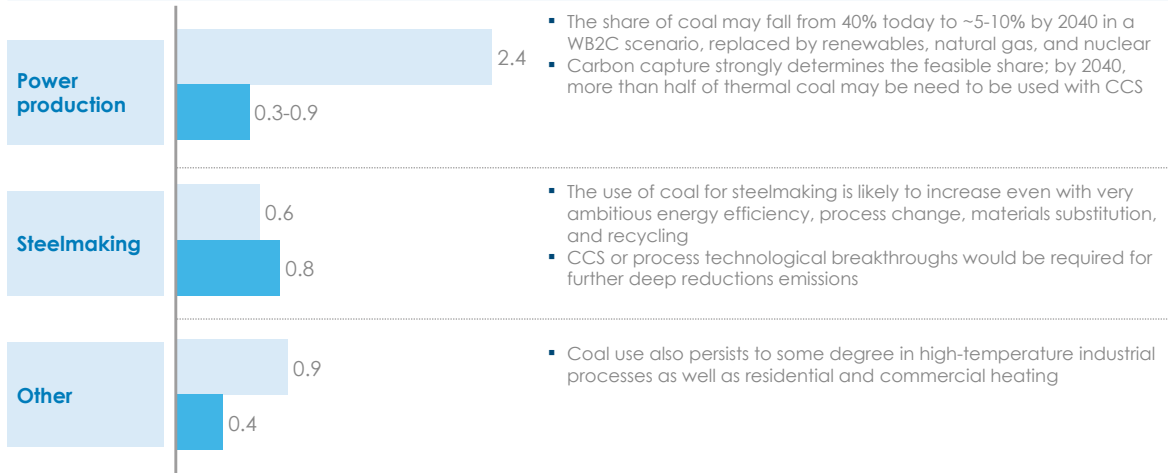 Power
production
2.4
0.3-0.9
▪ The share of coal may fall from 40% today to ~5-10% by 2040 in a
WB2C scenario, replaced by renewables, natural gas, and nuclear
▪ Carbon capture strongly determines the feasible share; by 2040,
more than half of thermal coal may be need to be used with CCS
Steelmaking
0.6
0.8
▪ The use of coal for steelmaking is likely to increase even with very
ambitious energy efficiency, process change, materials substitution,
and recycling
▪ CCS or process technological breakthroughs would be required for
further deep reductions emissions
Other
0.9
0.4
▪ Coal use also persists to some degree in high-temperature industrial
processes as well as residential and commercial heating